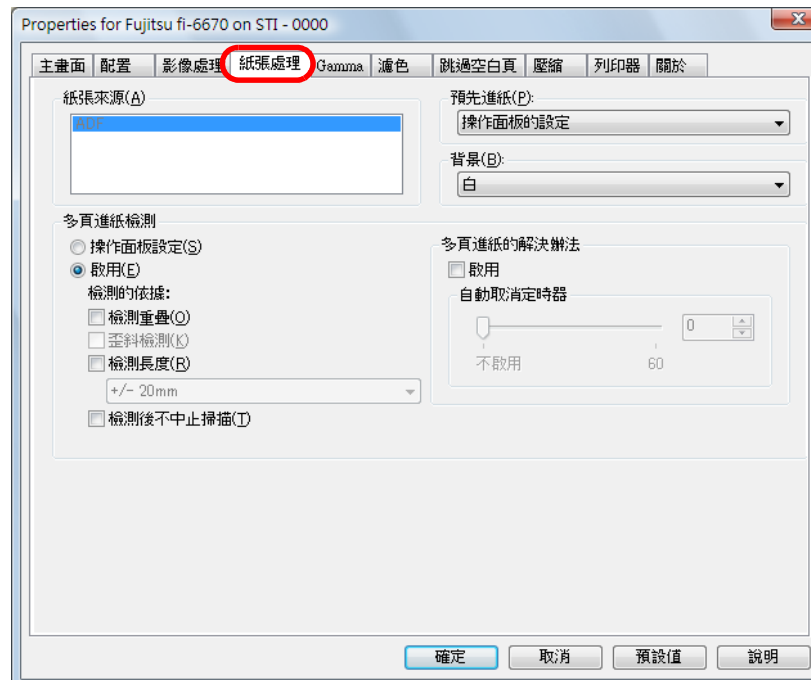 Properties for Fujitsu fi-6670 on STI - 0000
主畫面 配置 影像處理 紙張處理 Gamma 濾色 跳過空白頁 壓縮 列印器 關於
紙張來源(A)
ADF
預先進紙(P):
操作面板的設定
背景(B):
白
多頁進紙檢測
操作面板設定(S)
啟用(E)
檢測的依據:
檢測重疊(O)
歪斜檢測(K)
檢測長度(R)
+/- 20mm
檢測後不中止掃描(T)
多頁進紙的解決辦法
啟用
自動取消定時器
0
不啟用 60
確定 取消 預設值 說明